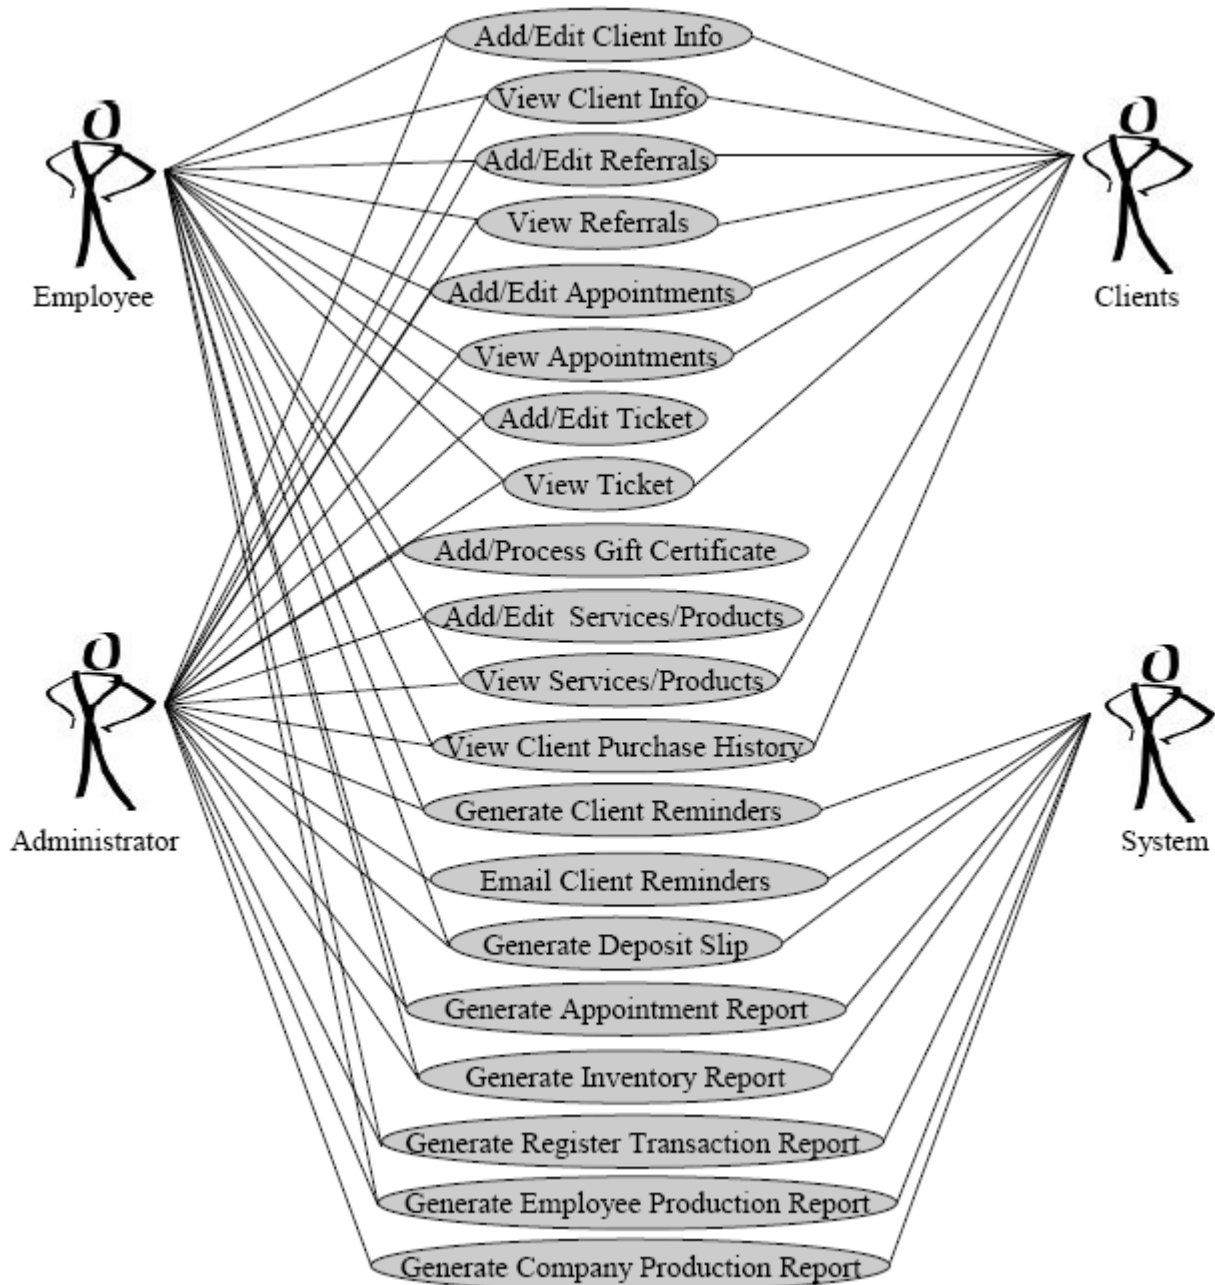 Add/Edit Client Info
View Client Info
Add/Edit Referrals
View Referrals
Employee
Clients
Add/Edit Appointments
View Appointments
Add/Edit Ticket
View Ticket
Add/Process Gift Certificate
Add/Edit Services/Products
View Services/Products
View Client Purchase History
Generate Client Reminders
Administrator
System
Email Client Reminders
Generate Deposit Slip
Generate Appointment Report
Generate Inventory Report
Generate Register Transaction Report
Generate Employee Production Report
Generate Company Production Report